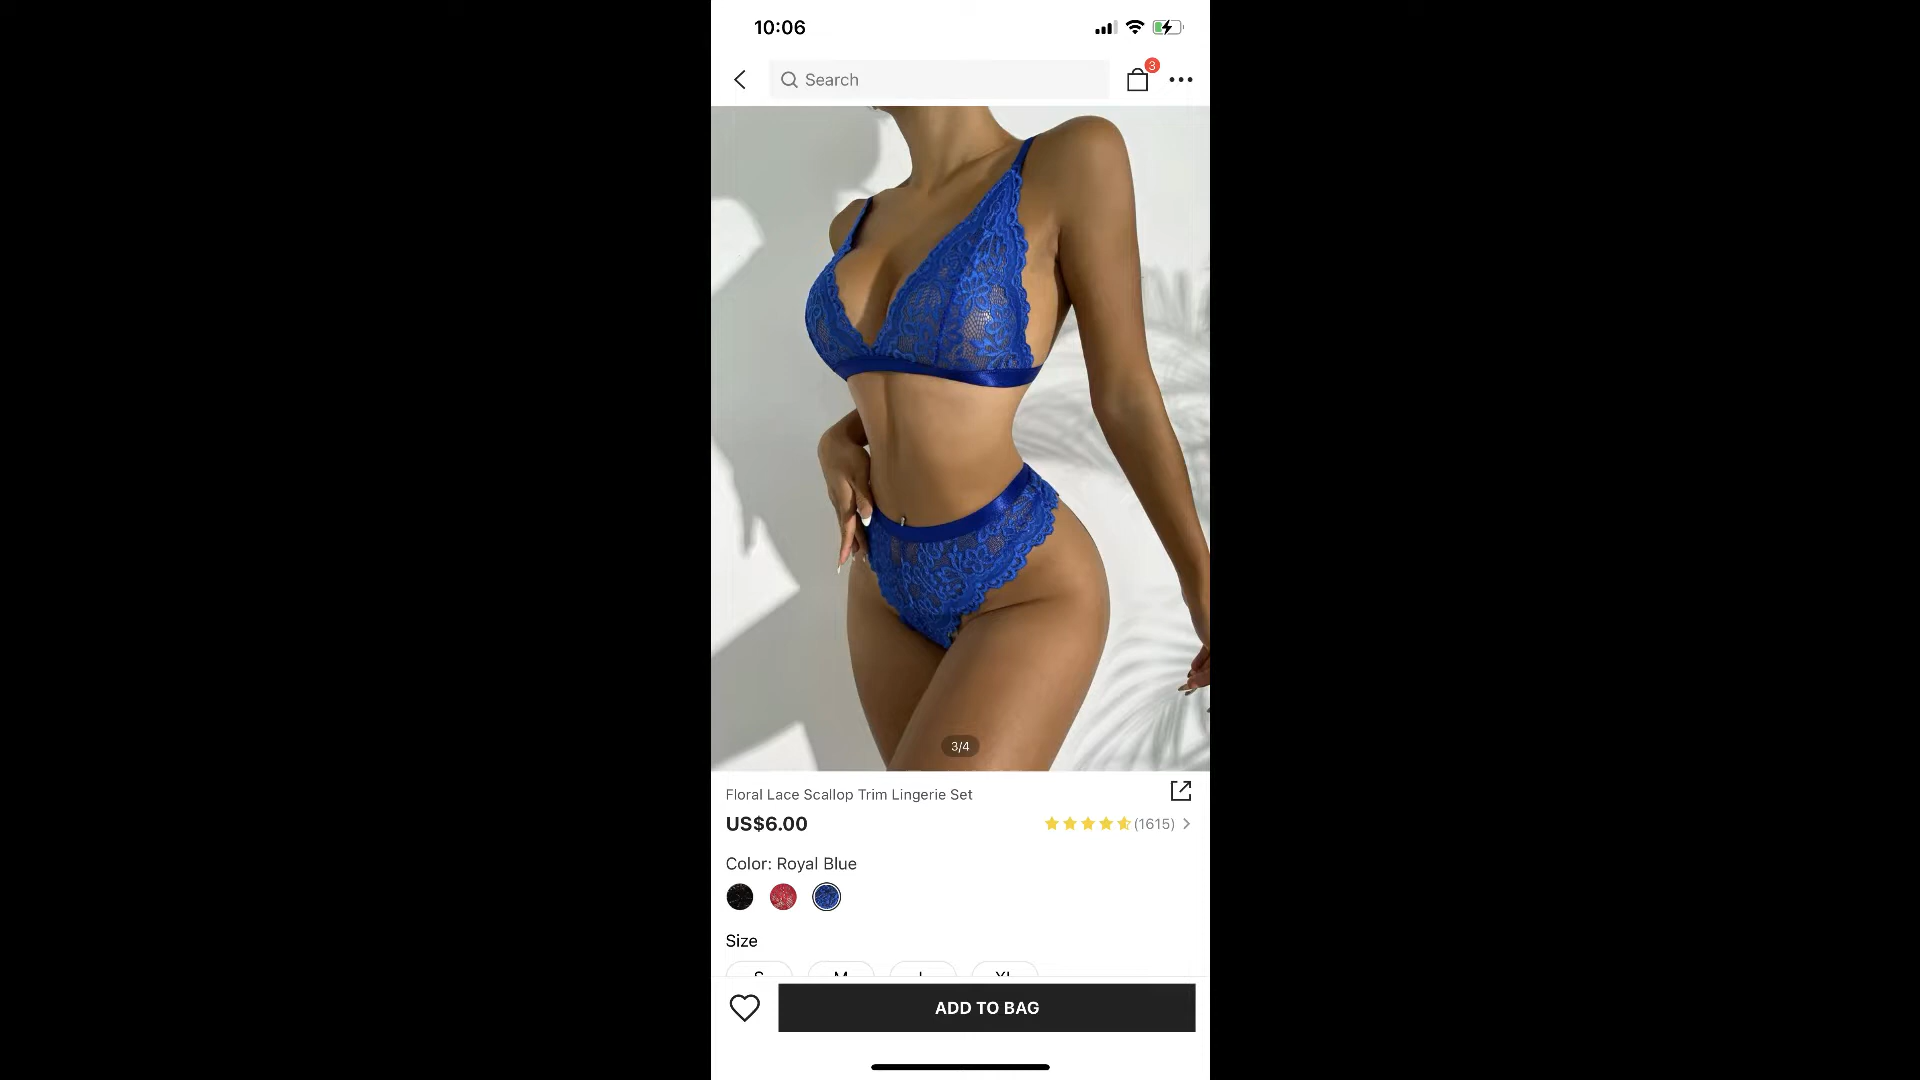 10:06
Search
3
3/4
Floral Lace Scallop Trim Lingerie Set
US$6.00
(1615)
Color: Royal Blue
Size
S M L XL
ADD TO BAG